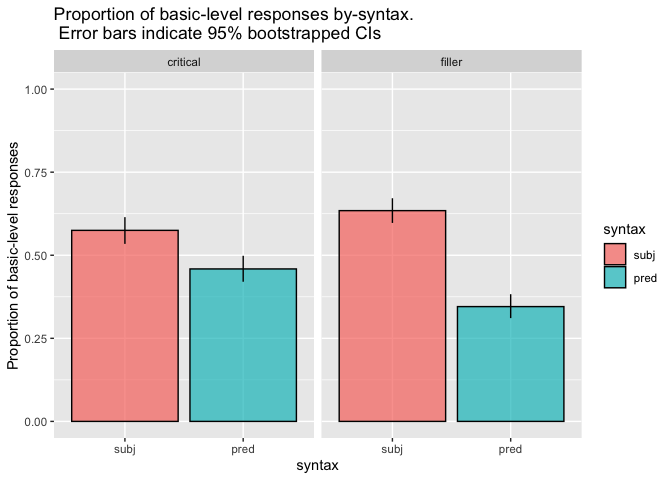 Proportion of basic-level responses by-syntax.
Error bars indicate 95% bootstrapped CIs
critical
filler
Proportion of basic-level responses
1.00
0.75
0.50
0.25
0.00
subj
pred
subj
pred
syntax
syntax
subj
pred